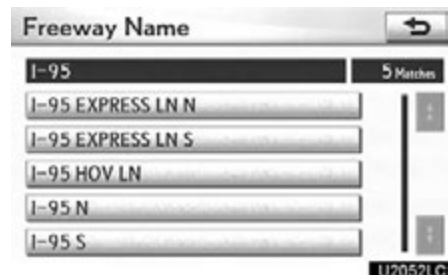 Freeway Name
I-95
5 Matches
I-95 EXPRESS LN N
I-95 EXPRESS LN S
I-95 HOV LN
I-95 N
I-95 S
U2052LC